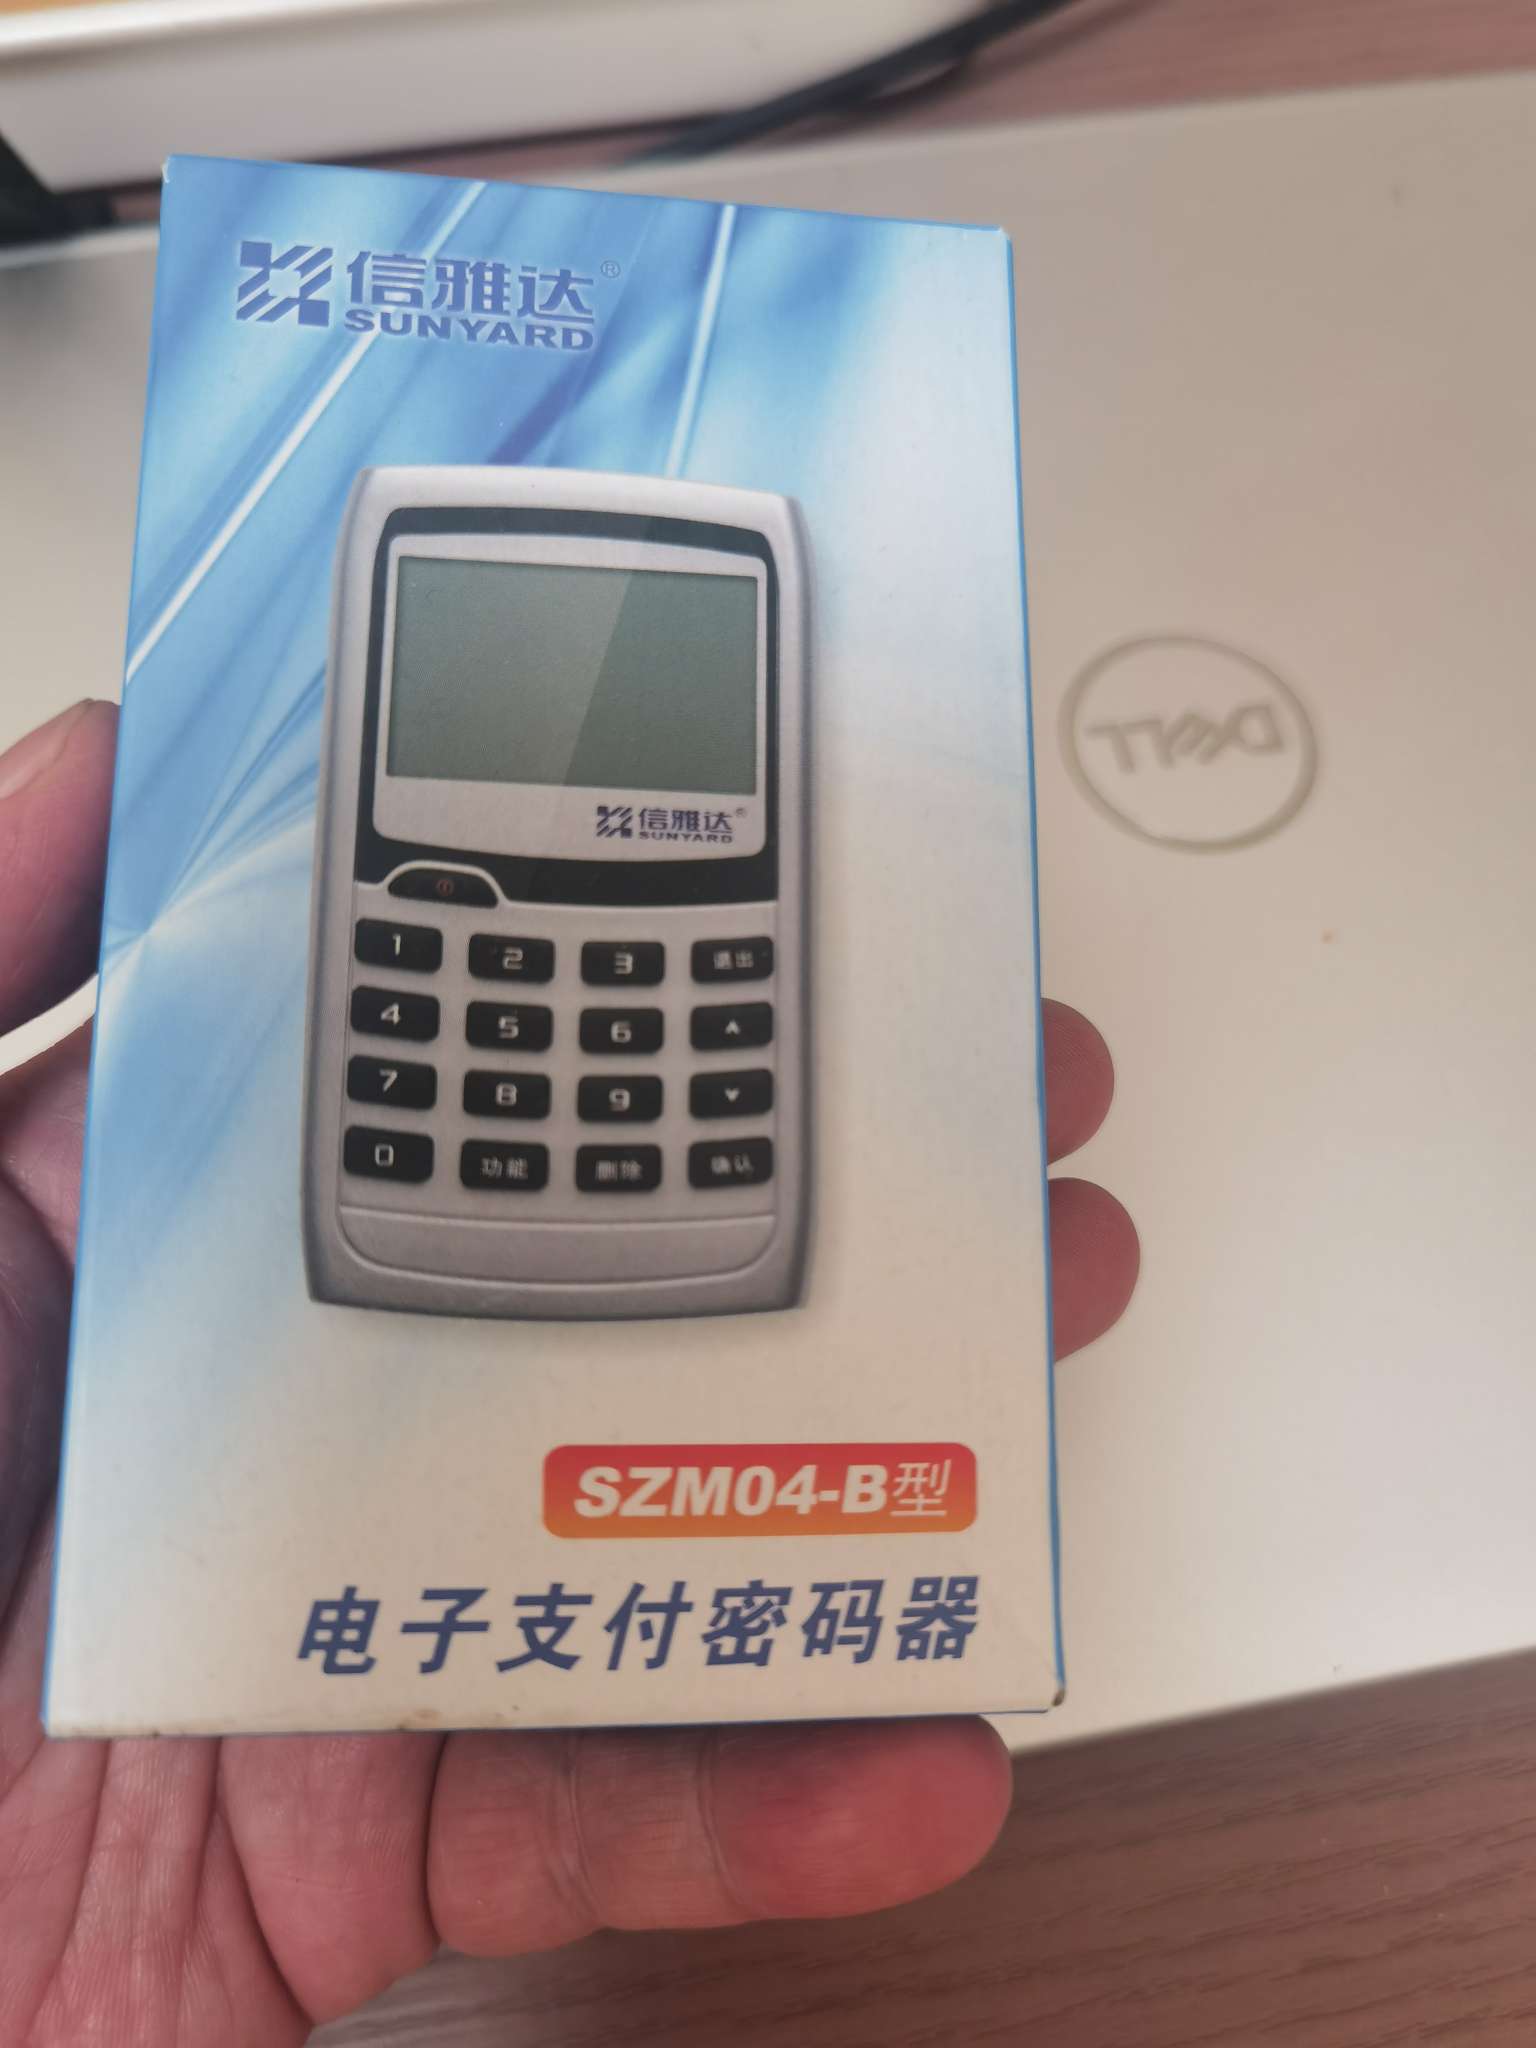 信雅达®
SUNYARD
信雅达®
SUNYARD
1 2 3 退出
4 5 6
7 8 9
0 功能 删除 确认
SZM04-B型
电子支付密码器
DELL